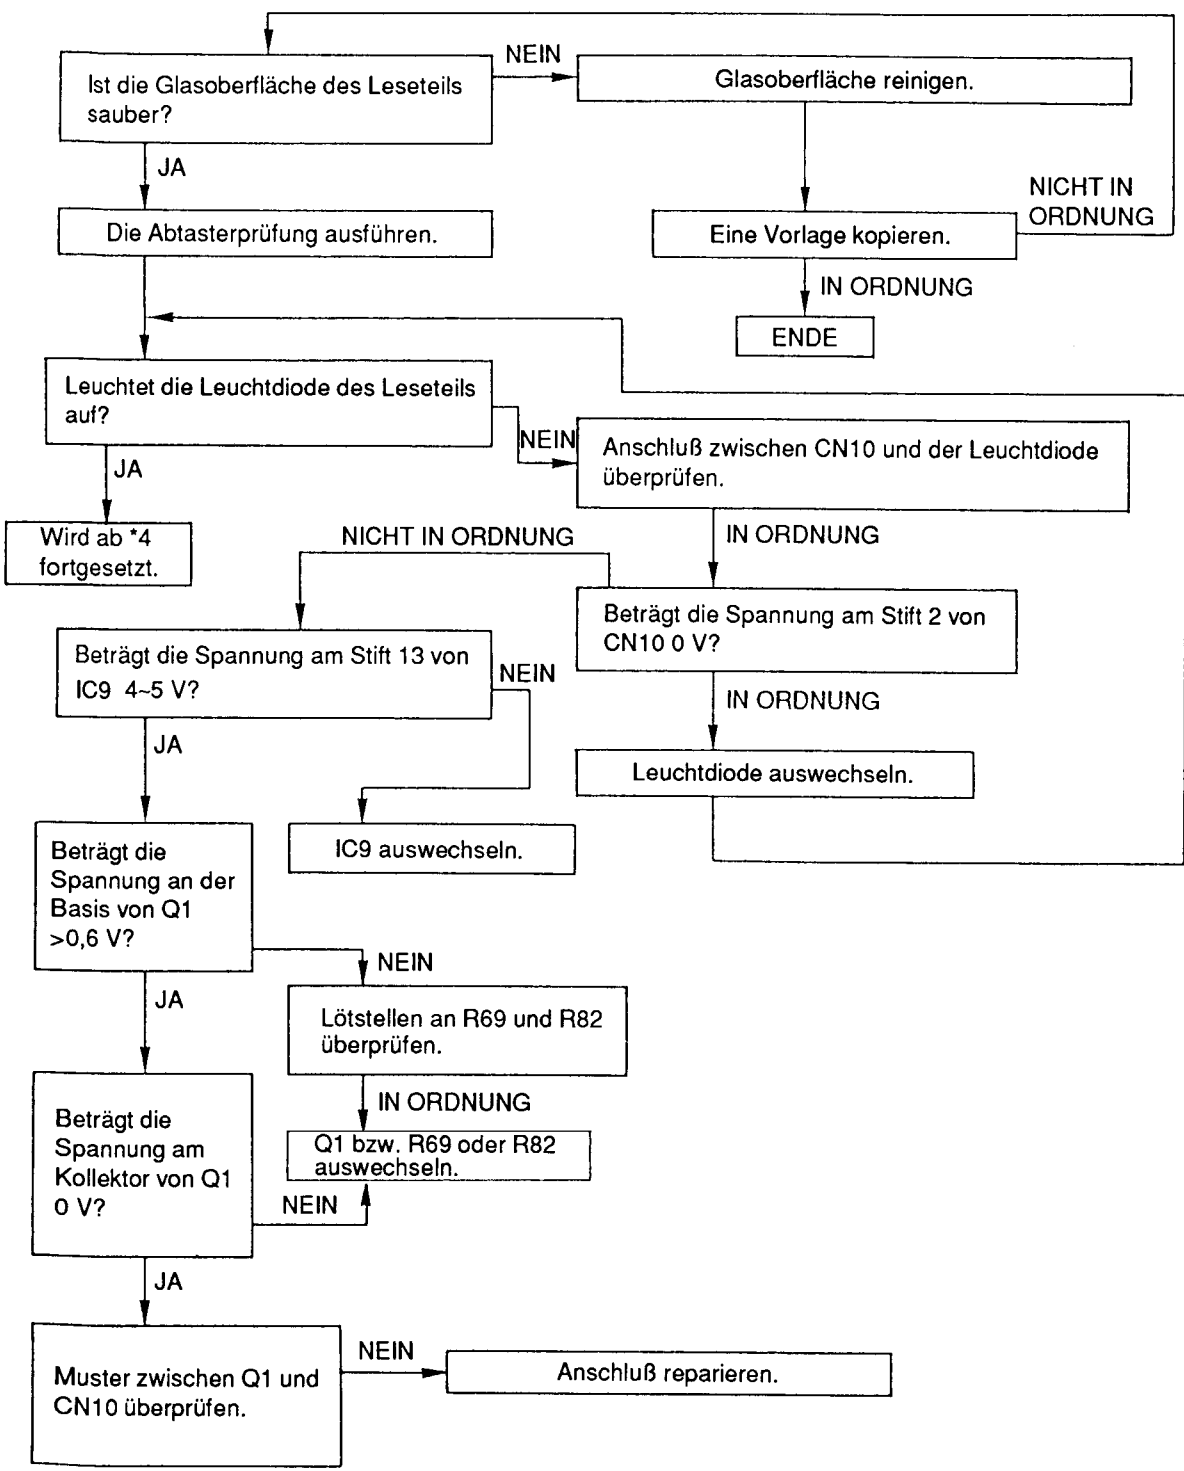 NEIN
Ist die Glasoberfläche des Leseteils
sauber?
Glasoberfläche reinigen.
JA
NICHT IN
ORDNUNG
Die Abtasterprüfung ausführen.
Eine Vorlage kopieren.
IN ORDNUNG
ENDE
Leuchtet die Leuchtdiode des Leseteils
auf?
NEIN
Anschluß zwischen CN10 und der Leuchtdiode
überprüfen.
JA
Wird ab *4
fortgesetzt.
NICHT IN ORDNUNG
IN ORDNUNG
Beträgt die Spannung am Stift 2 von
CN10 0 V?
Beträgt die Spannung am Stift 13 von
IC9 4~5 V?
NEIN
IN ORDNUNG
JA
Leuchtdiode auswechseln.
IC9 auswechseln.
Beträgt die
Spannung an der
Basis von Q1
>0,6 V?
NEIN
JA
Lötstellen an R69 und R82
überprüfen.
IN ORDNUNG
Beträgt die
Spannung am
Kollektor von Q1
0 V?
Q1 bzw. R69 oder R82
auswechseln.
NEIN
JA
NEIN
Muster zwischen Q1 und
CN10 überprüfen.
Anschluß reparieren.